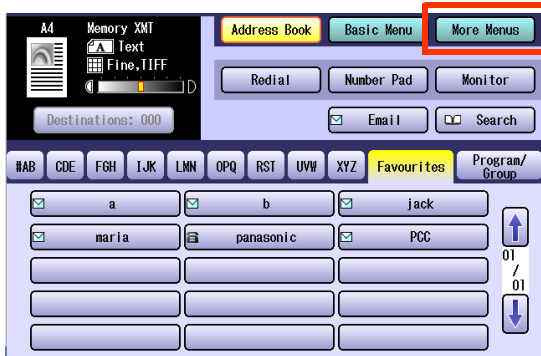 A4 Memory XMT
A Text
Fine,TIFF
D
Destinations: 000
Address Book Basic Menu More Menus
Redial Number Pad Monitor
Email Search
#AB CDE FGH IJK LMN OPQ RST UVW XYZ Favourites Program/
Group
a b jack
maria panasonic PCC
01
/
01